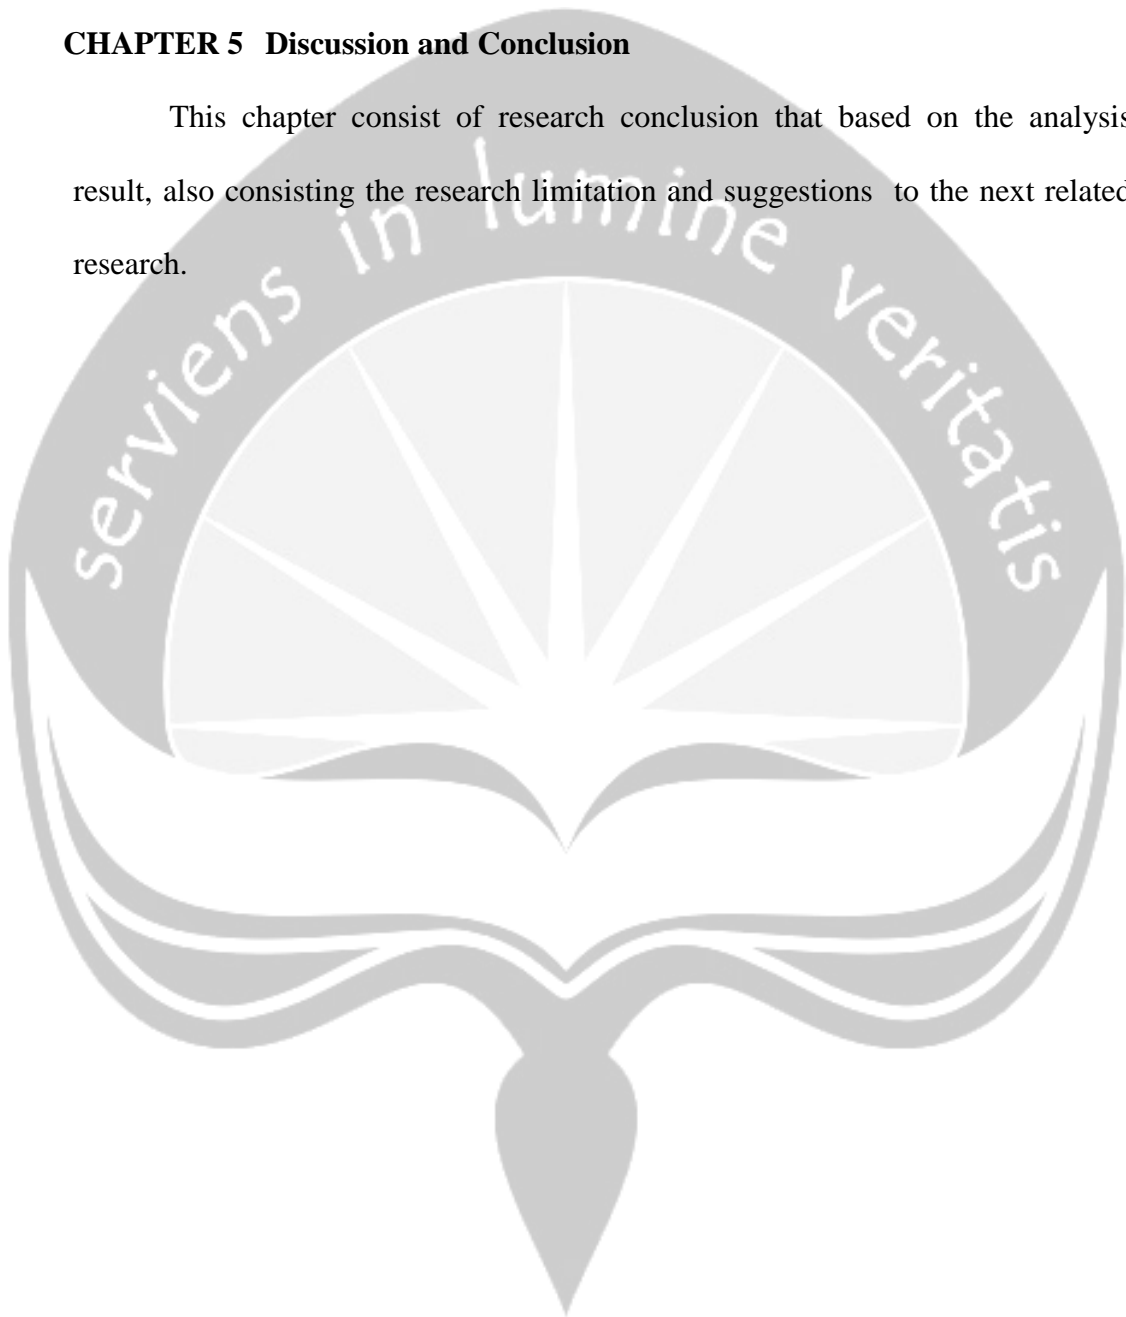 CHAPTER 5 Discussion and Conclusion
This chapter consist of research conclusion that based on the analysis
result, also consisting the research limitation and suggestions to the next related
research.
serviens in lumine veritatis